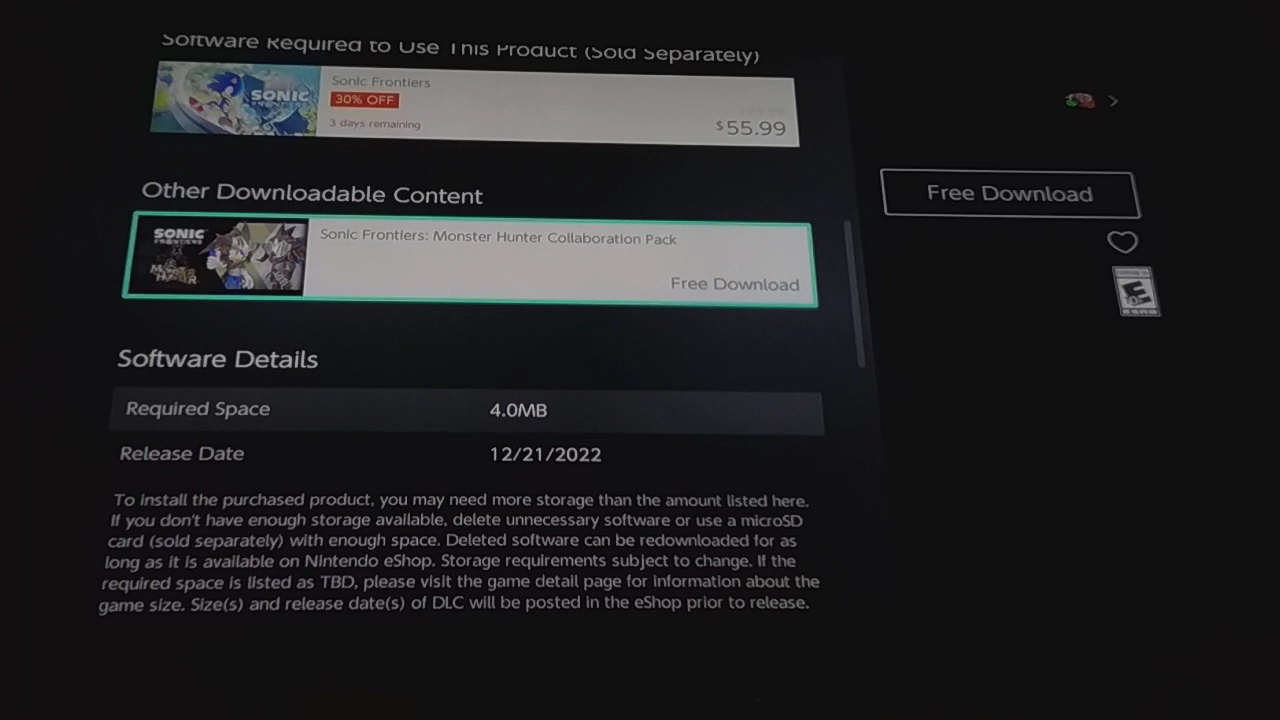 Software Required to Use This Product (Sold Separately)
SONIC
FRONTIERS
Sonic Frontiers
30% OFF
3 days remaining
$55.99
Free Download
Other Downloadable Content
SONIC
FRONTIERS
MONSTER
HUNTER
Sonic Frontiers: Monster Hunter Collaboration Pack
Free Download
E
Software Details
Required Space 4.0MB
Release Date 12/21/2022
To install the purchased product, you may need more storage than the amount listed here.
If you don't have enough storage available, delete unnecessary software or use a microSD
card (sold separately) with enough space. Deleted software can be redownloaded for as
long as it is available on Nintendo eShop. Storage requirements subject to change. If the
required space is listed as TBD, please visit the game detail page for information about the
game size. Size(s) and release date(s) of DLC will be posted in the eShop prior to release.